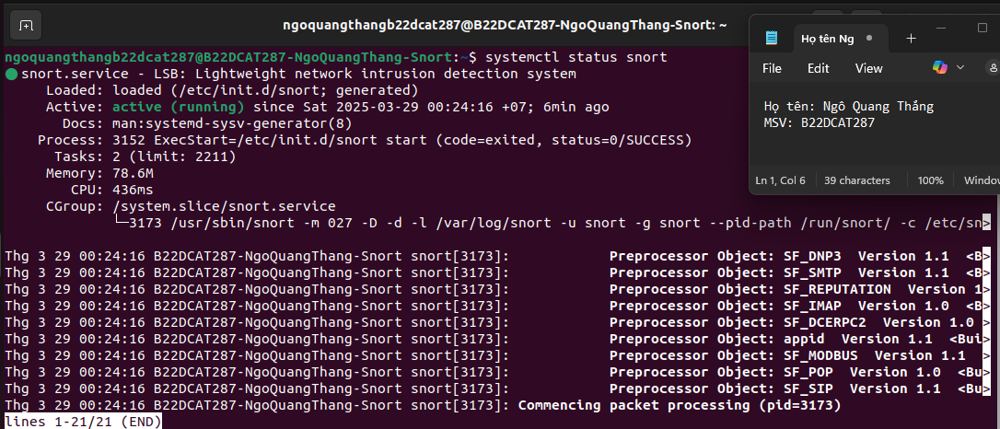 ngoquangthangb22dcat287@B22DCAT287-NgoQuangThang-Snort: ~
ngoquangthangb22dcat287@B22DCAT287-NgoQuangThang-Snort:~$ systemctl status snort
● snort.service - LSB: Lightweight network intrusion detection system
Loaded: loaded (/etc/init.d/snort; generated)
Active: active (running) since Sat 2025-03-29 00:24:16 +07; 6min ago
Docs: man:systemd-sysv-generator(8)
Process: 3152 ExecStart=/etc/init.d/snort start (code=exited, status=0/SUCCESS)
Tasks: 2 (limit: 2211)
Memory: 78.6M
CPU: 436ms
CGroup: /system.slice/snort.service
└─3173 /usr/sbin/snort -m 027 -D -d -l /var/log/snort -u snort -g snort --pid-path /run/snort/ -c /etc/sn>
Thg 3 29 00:24:16 B22DCAT287-NgoQuangThang-Snort snort[3173]: Preprocessor Object: SF_DNP3 Version 1.1 <B>
Thg 3 29 00:24:16 B22DCAT287-NgoQuangThang-Snort snort[3173]: Preprocessor Object: SF_SMTP Version 1.1 <B>
Thg 3 29 00:24:16 B22DCAT287-NgoQuangThang-Snort snort[3173]: Preprocessor Object: SF_REPUTATION Version 1>
Thg 3 29 00:24:16 B22DCAT287-NgoQuangThang-Snort snort[3173]: Preprocessor Object: SF_IMAP Version 1.0 <B>
Thg 3 29 00:24:16 B22DCAT287-NgoQuangThang-Snort snort[3173]: Preprocessor Object: SF_DCERPC2 Version 1.0 >
Thg 3 29 00:24:16 B22DCAT287-NgoQuangThang-Snort snort[3173]: Preprocessor Object: appid Version 1.1 <Bui>
Thg 3 29 00:24:16 B22DCAT287-NgoQuangThang-Snort snort[3173]: Preprocessor Object: SF_MODBUS Version 1.1 >
Thg 3 29 00:24:16 B22DCAT287-NgoQuangThang-Snort snort[3173]: Preprocessor Object: SF_POP Version 1.0 <Bu>
Thg 3 29 00:24:16 B22DCAT287-NgoQuangThang-Snort snort[3173]: Preprocessor Object: SF_SIP Version 1.1 <Bu>
Thg 3 29 00:24:16 B22DCAT287-NgoQuangThang-Snort snort[3173]: Commencing packet processing (pid=3173)
lines 1-21/21 (END)
Họ tên Ng
File Edit View
Họ tên: Ngô Quang Thắng
MSV: B22DCAT287
Ln 1, Col 6 39 characters 100% Window